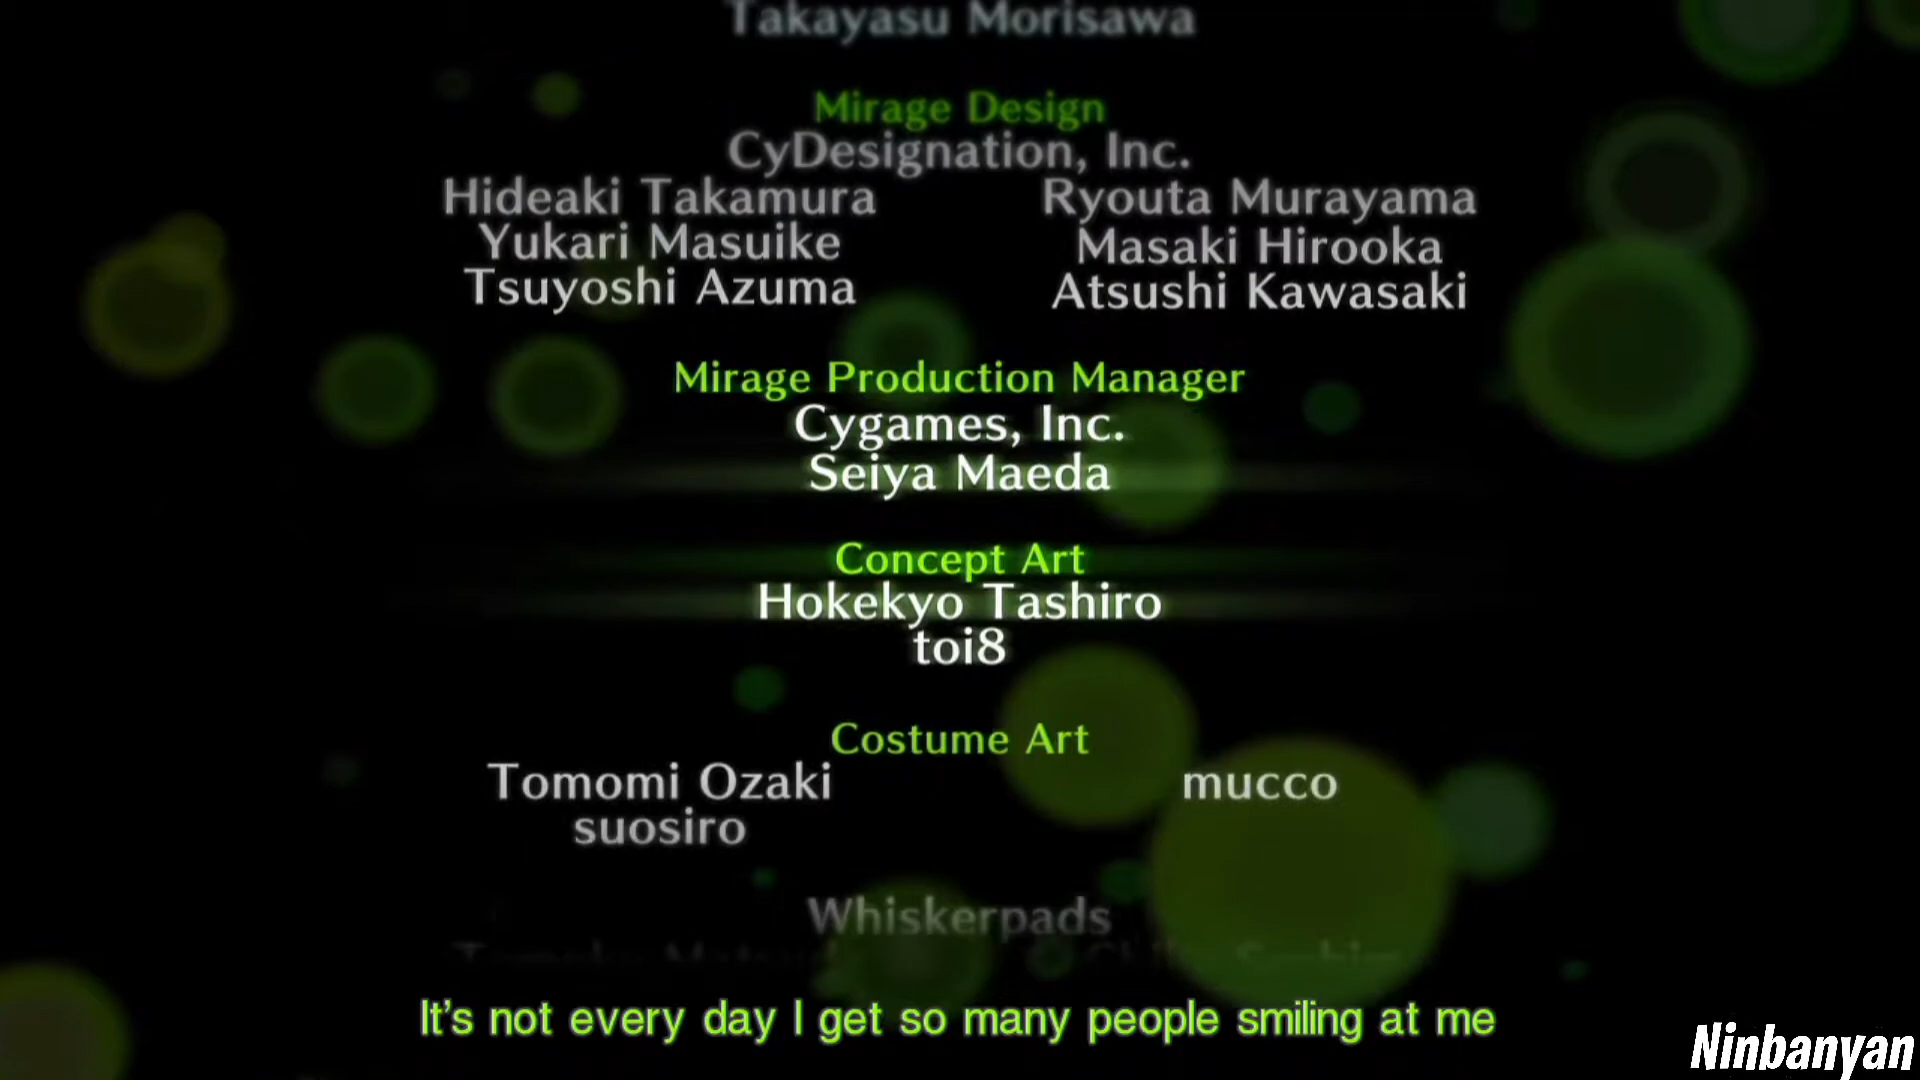 Takayasu Morisawa
Mirage Design
CyDesignation, Inc.
Hideaki Takamura Ryouta Murayama
Yukari Masuike Masaki Hirooka
Tsuyoshi Azuma Atsushi Kawasaki
Mirage Production Manager
Cygames, Inc.
Seiya Maeda
Concept Art
Hokekyo Tashiro
toi8
Costume Art
Tomomi Ozaki mucco
suosiro
Whiskerpads
It's not every day I get so many people smiling at me
Ninbanyan